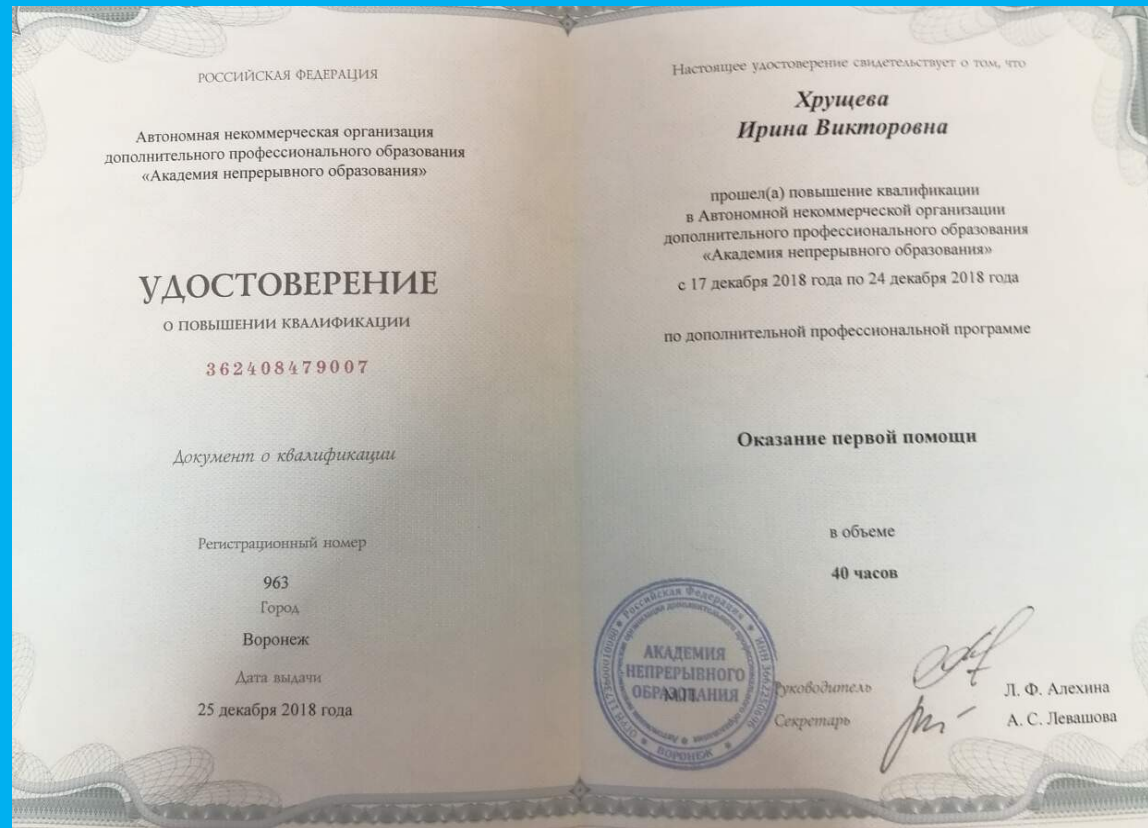 РОССИЙСКАЯ ФЕДЕРАЦИЯ
Автономная некоммерческая организация
дополнительного профессионального образования
«Академия непрерывного образования»
УДОСТОВЕРЕНИЕ
О ПОВЫШЕНИИ КВАЛИФИКАЦИИ
362408479007
Документ о квалификации
Регистрационный номер
963
Город
Воронеж
Дата выдачи
25 декабря 2018 года
Настоящее удостоверение свидетельствует о том, что
Хрущева
Ирина Викторовна
прошел(а) повышение квалификации
в Автономной некоммерческой организации
дополнительного профессионального образования
«Академия непрерывного образования»
с 17 декабря 2018 года по 24 декабря 2018 года
по дополнительной профессиональной программе
Оказание первой помощи
в объеме
40 часов
Российская Федерация
АКАДЕМИЯ
НЕПРЕРЫВНОГО
ОБРАЗОВАНИЯ
М.П.
ВОРОНЕЖ
Руководитель
Л. Ф. Алехина
Секретарь
А. С. Левашова